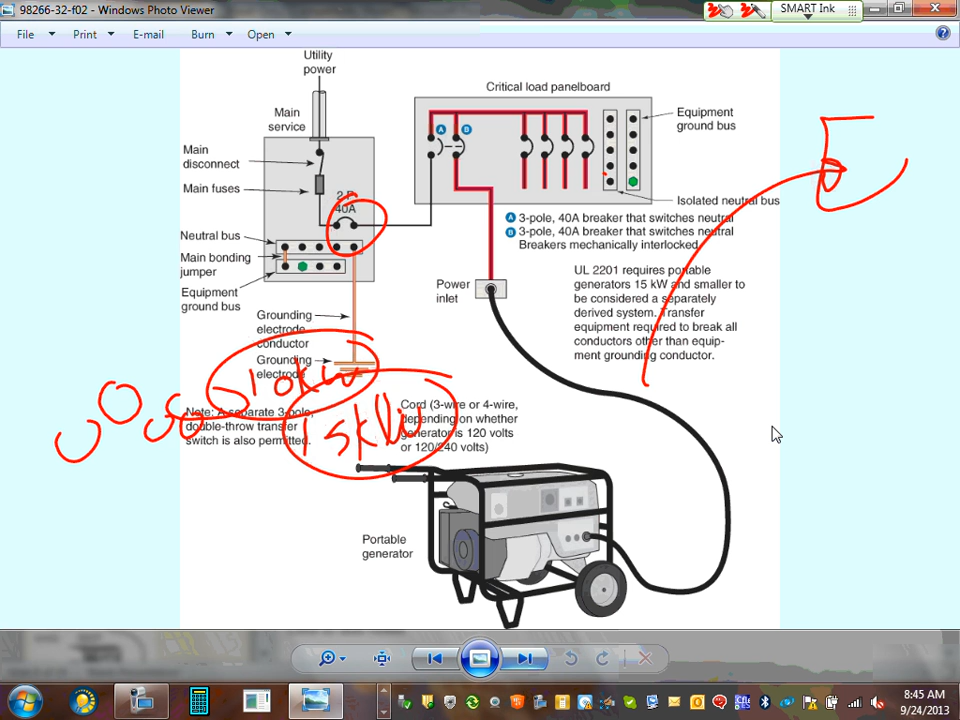 98266-32-f02 - Windows Photo Viewer
SMART Ink
File
Print
E-mail
Burn
Open
Utility
power
Main
service
Main
disconnect
Main fuses
2 P
40A
Neutral bus
Main bonding
jumper
Equipment
ground bus
Grounding
electrode
conductor
Grounding
electrode
Critical load panelboard
A
B
Equipment
ground bus
Isolated neutral bus
A 3-pole, 40A breaker that switches neutral
B 3-pole, 40A breaker that switches neutral
Breakers mechanically interlocked
Power
inlet
UL 2201 requires portable
generators 15 kW and smaller to
be considered a separately
derived system. Transfer
equipment required to break all
conductors other than equip-
ment grounding conductor.
10kw
15kW
Note: A separate 3-pole,
double-throw transfer
switch is also permitted.
Cord (3-wire or 4-wire,
depending on whether
generator is 120 volts
or 120/240 volts)
Portable
generator
8:45 AM
9/24/2013